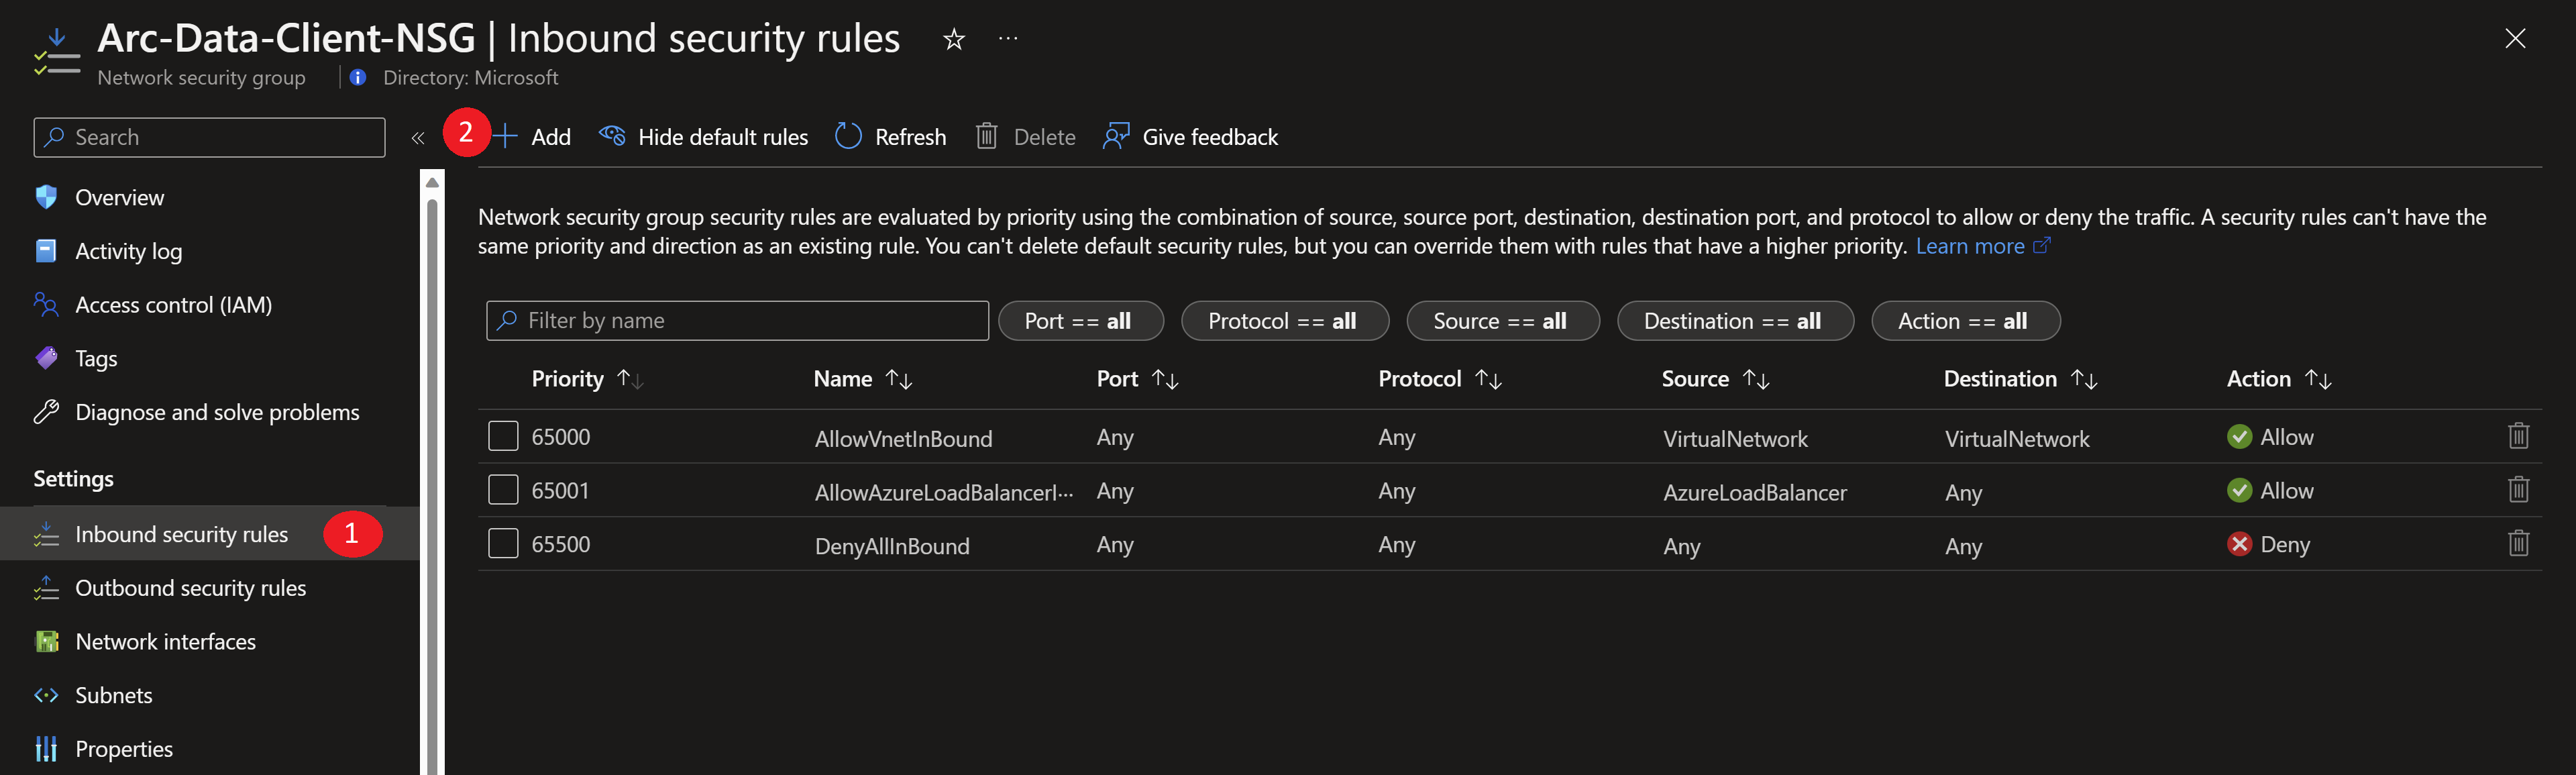 Arc-Data-Client-NSG | Inbound security rules
Network security group
Directory: Microsoft
Search
Overview
Activity log
Access control (IAM)
Tags
Diagnose and solve problems
Settings
Inbound security rules 1
Outbound security rules
Network interfaces
Subnets
Properties
2 Add Hide default rules Refresh Delete Give feedback
Network security group security rules are evaluated by priority using the combination of source, source port, destination, destination port, and protocol to allow or deny the traffic. A security rules can't have the
same priority and direction as an existing rule. You can't delete default security rules, but you can override them with rules that have a higher priority. Learn more
Filter by name Port == all Protocol == all Source == all Destination == all Action == all
Priority Name Port Protocol Source Destination Action
65000 AllowVnetInBound Any Any VirtualNetwork VirtualNetwork Allow
65001 AllowAzureLoadBalancerI... Any Any AzureLoadBalancer Any Allow
65500 DenyAllInBound Any Any Any Any Deny